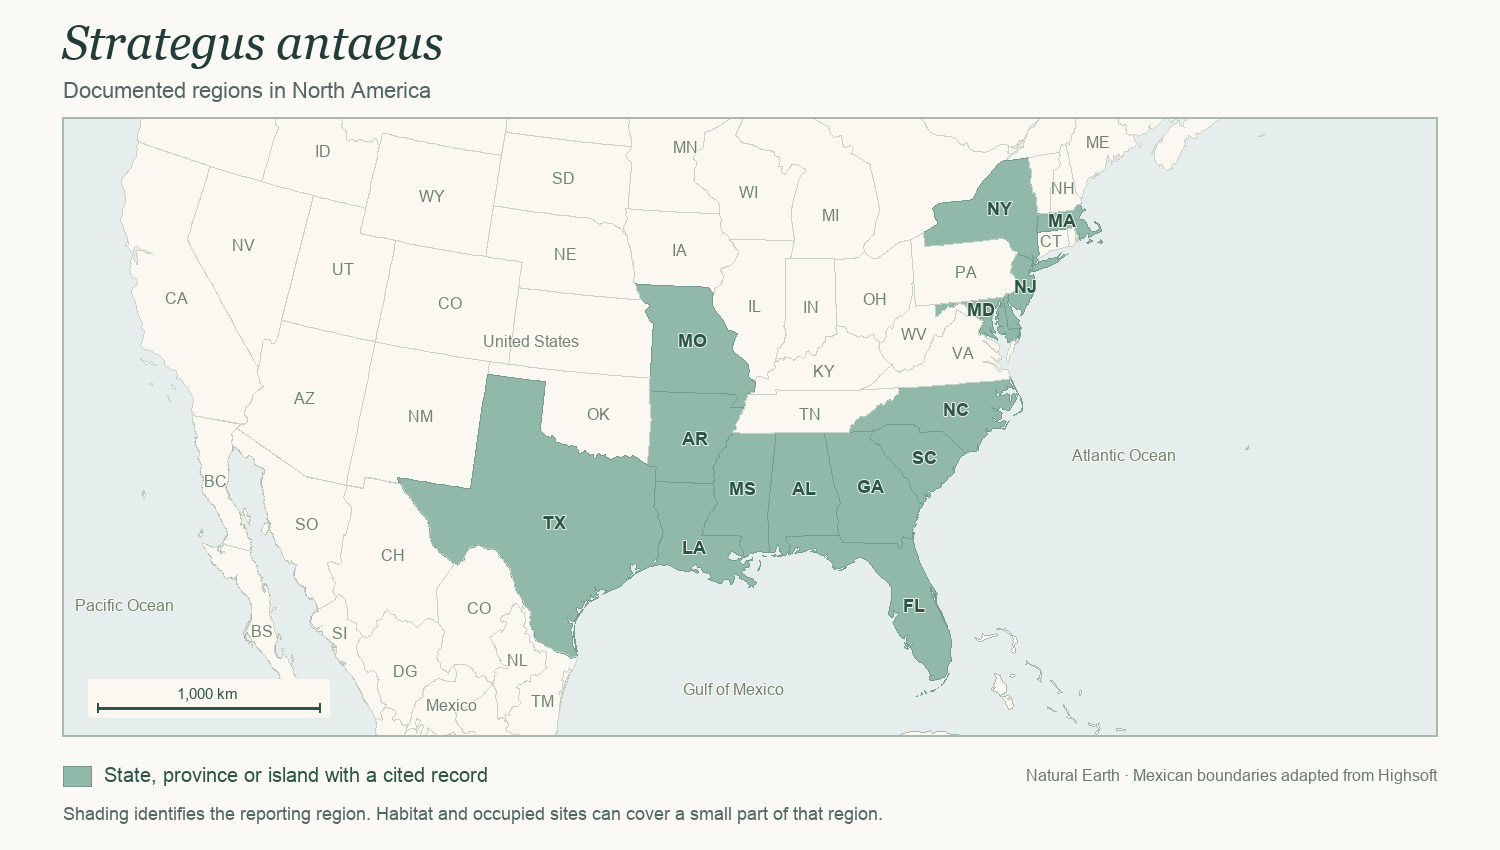 Strategus antaeus
Documented regions in North America
ME
ID
MN
SD
WI
NH
WY
MI
NY
MA
NV
CT
NE
IA
UT
PA
NJ
CA
CO
OH
IL
IN
MD
WV
United States
MO
VA
KY
AZ
NM
OK
TN
NC
AR
Atlantic Ocean
SC
BC
MS
AL
GA
SO
TX
LA
CH
Pacific Ocean
CO
FL
BS
SI
NL
DG
Gulf of Mexico
1,000 km
TM
Mexico
State, province or island with a cited record
Natural Earth · Mexican boundaries adapted from Highsoft
Shading identifies the reporting region. Habitat and occupied sites can cover a small part of that region.